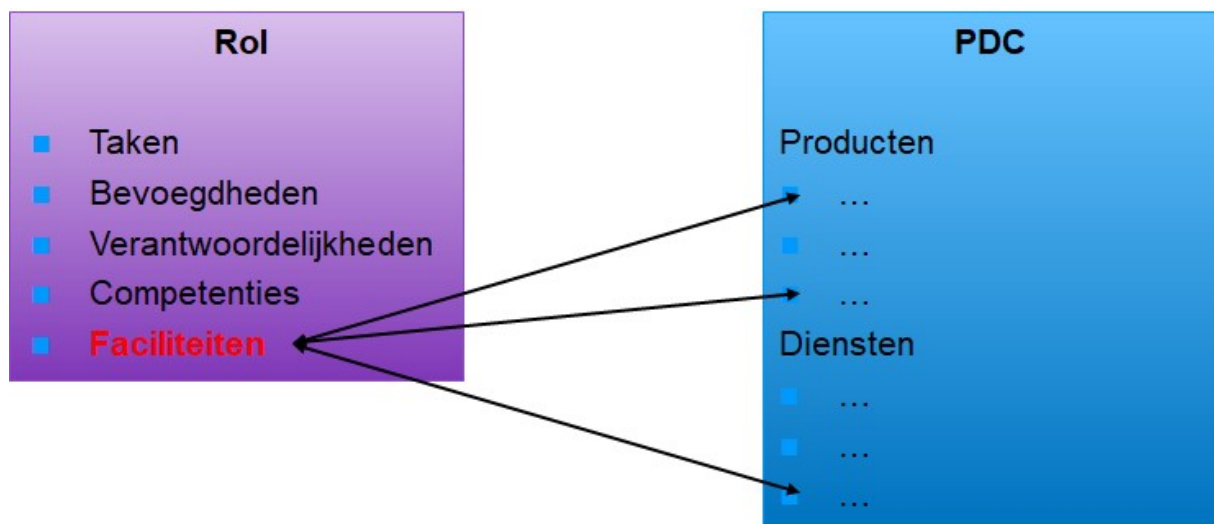 Rol
Taken
Bevoegdheden
Verantwoordelijkheden
Competenties
Faciliteiten
PDC
Producten
...
...
...
Diensten
...
...
...